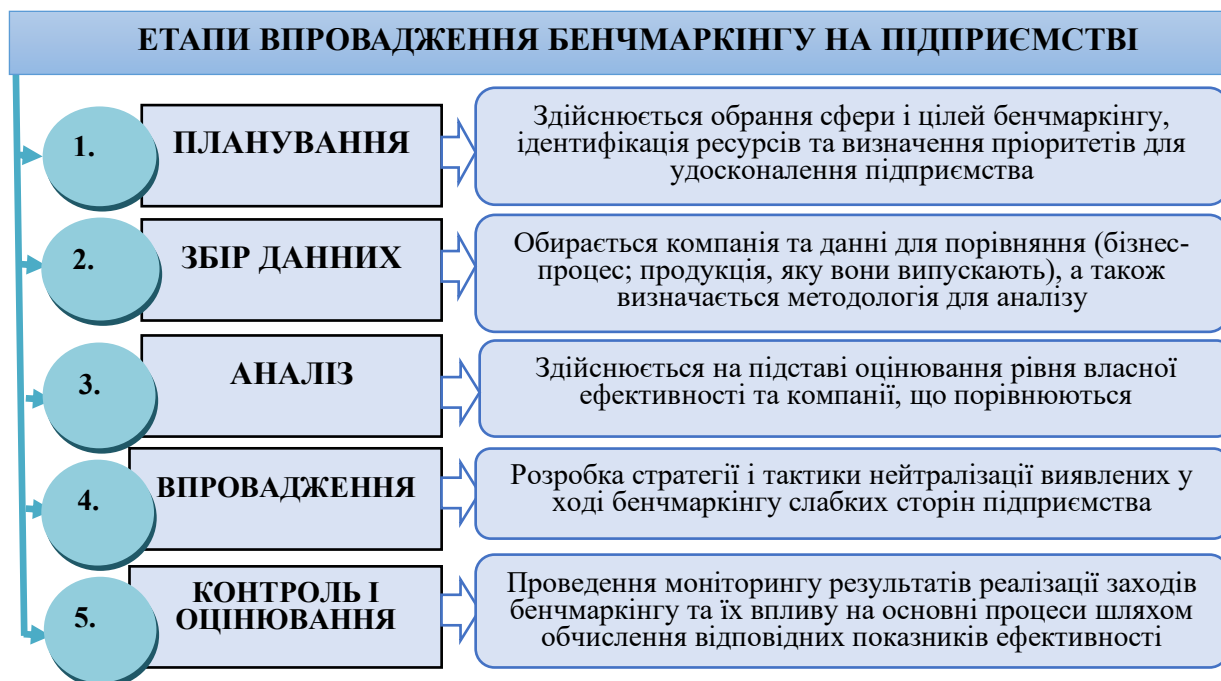 ЕТАПИ ВПРОВАДЖЕННЯ БЕНЧМАРКІНГУ НА ПІДПРИЄМСТВІ
1.
ПЛАНУВАННЯ
Здійснюється обрання сфери і цілей бенчмаркінгу,
ідентифікація ресурсів та визначення пріоритетів для
удосконалення підприємства
2.
ЗБІР ДАННИХ
Обирається компанія та данні для порівняння (бізнес-
процес; продукція, яку вони випускають), а також
визначається методологія для аналізу
3.
АНАЛІЗ
Здійснюється на підставі оцінювання рівня власної
ефективності та компанії, що порівнюються
4.
ВПРОВАДЖЕННЯ
Розробка стратегії і тактики нейтралізації виявлених у
ході бенчмаркінгу слабких сторін підприємства
5.
КОНТРОЛЬ І
ОЦІНЮВАННЯ
Проведення моніторингу результатів реалізації заходів
бенчмаркінгу та їх впливу на основні процеси шляхом
обчислення відповідних показників ефективності